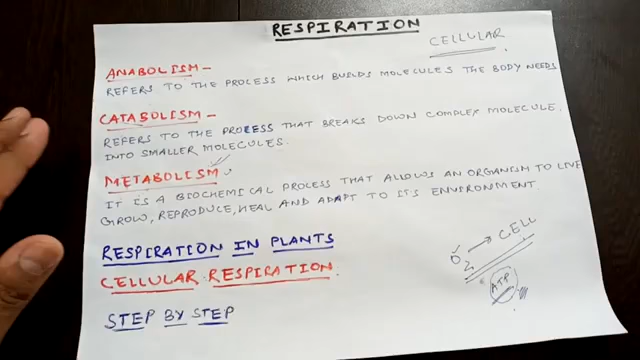 RESPIRATION
CELLULAR
ANABOLISM -
REFERS TO THE PROCESS WHICH BUILDS MOLECULES THE BODY NEEDS
CATABOLISM -
REFERS TO THE PROCESS THAT BREAKS DOWN COMPLEX MOLECULE.
INTO SMALLER MOLECULES.
METABOLISM
IT IS A BIOCHEMICAL PROCESS THAT ALLOWS AN ORGANISM TO LIVE
GROW, REPRODUCE, HEAL AND ADAPT TO ITS ENVIRONMENT
RESPIRATION IN PLANTS
O2 → CELL
CELLULAR RESPIRATION.
ATP
STEP BY STEP